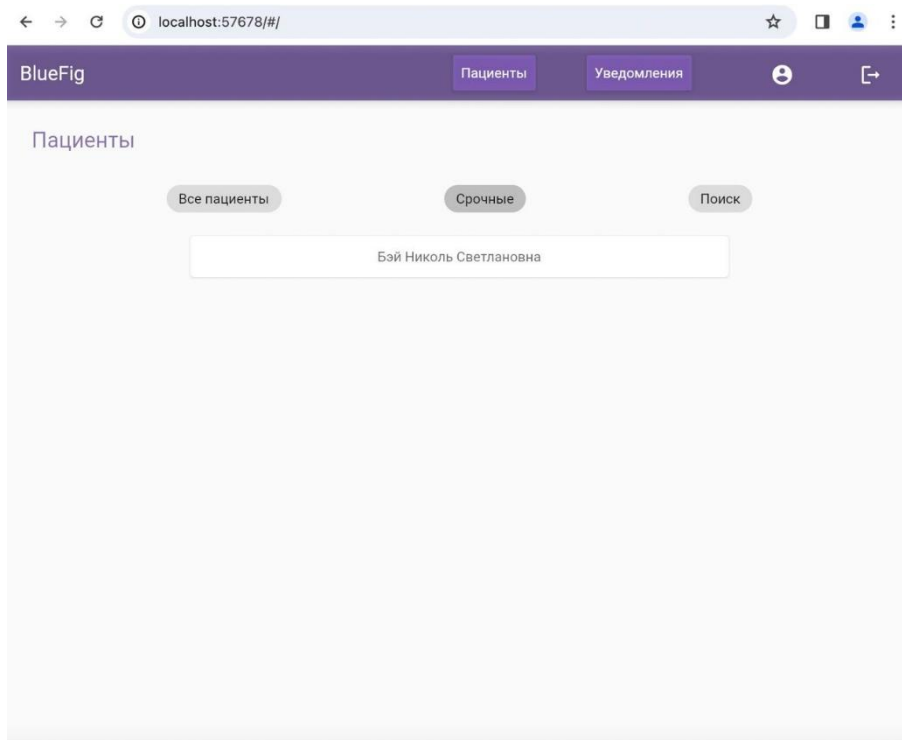 localhost:57678/#/
BlueFig Пациенты Уведомления
Пациенты
Все пациенты Срочные Поиск
Бэй Николь Светлановна